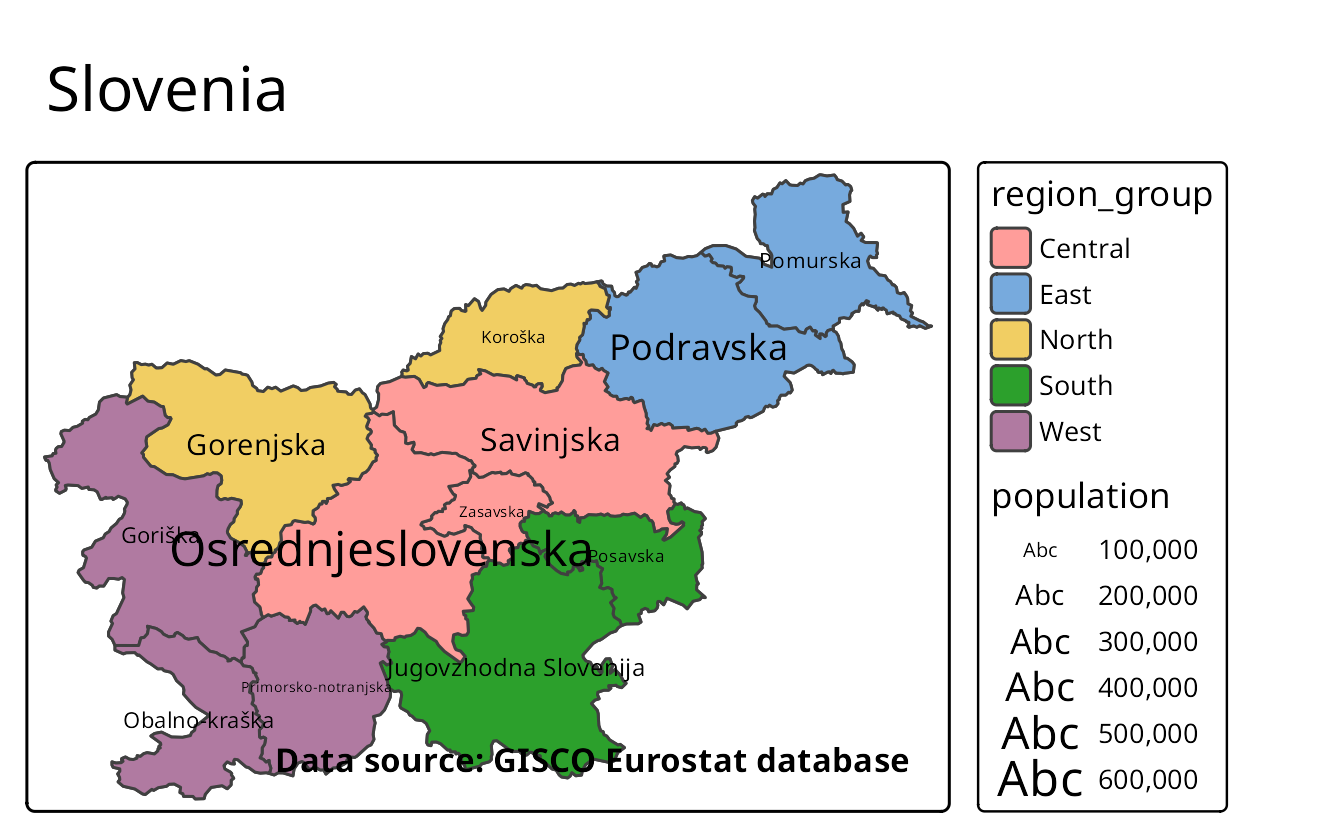 Slovenia
Pomurska
Koroška
Podravska
Gorenjska
Savinjska
Zasavska
Goriška
Osrednjeslovenska
Posavska
Jugovzhodna Slovenija
Primorsko-notranjska
Obalno-kraška
Data source: GISCO Eurostat database
region_group
Central
East
North
South
West
population
Abc 100,000
Abc 200,000
Abc 300,000
Abc 400,000
Abc 500,000
Abc 600,000